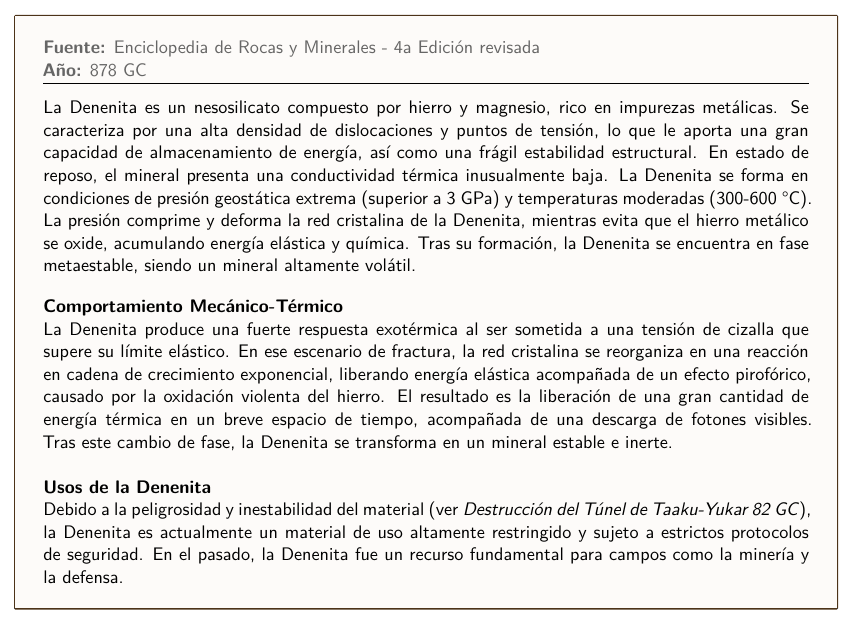 Fuente: Enciclopedia de Rocas y Minerales - 4a Edición revisada
Año: 878 GC
La Denenita es un nesosilicato compuesto por hierro y magnesio, rico en impurezas metálicas. Se
caracteriza por una alta densidad de dislocaciones y puntos de tensión, lo que le aporta una gran
capacidad de almacenamiento de energía, así como una frágil estabilidad estructural. En estado de
reposo, el mineral presenta una conductividad térmica inusualmente baja. La Denenita se forma en
condiciones de presión geostática extrema (superior a 3 GPa) y temperaturas moderadas (300-600 °C).
La presión comprime y deforma la red cristalina de la Denenita, mientras evita que el hierro metálico
se oxide, acumulando energía elástica y química. Tras su formación, la Denenita se encuentra en fase
metaestable, siendo un mineral altamente volátil.
Comportamiento Mecánico-Térmico
La Denenita produce una fuerte respuesta exotérmica al ser sometida a una tensión de cizalla que
supere su límite elástico. En ese escenario de fractura, la red cristalina se reorganiza en una reacción
en cadena de crecimiento exponencial, liberando energía elástica acompañada de un efecto pirofórico,
causado por la oxidación violenta del hierro. El resultado es la liberación de una gran cantidad de
energía térmica en un breve espacio de tiempo, acompañada de una descarga de fotones visibles.
Tras este cambio de fase, la Denenita se transforma en un mineral estable e inerte.
Usos de la Denenita
Debido a la peligrosidad y inestabilidad del material (ver Destrucción del Túnel de Taaku-Yukar 82 GC),
la Denenita es actualmente un material de uso altamente restringido y sujeto a estrictos protocolos
de seguridad. En el pasado, la Denenita fue un recurso fundamental para campos como la minería y
la defensa.